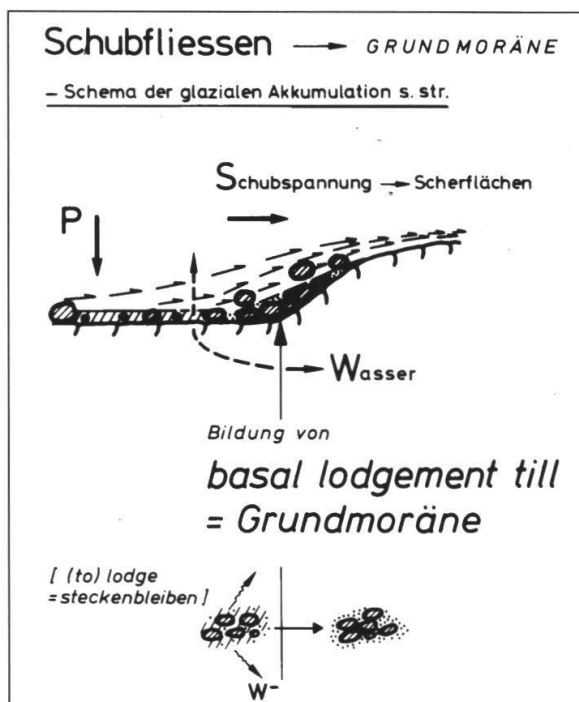 Schubfliessen → GRUNDMORÄNE
– Schema der glazialen Akkumulation s. str.
Schubspannung → Scherflächen
P
Wasser
Bildung von
basal lodgement till
= Grundmoräne
[ (to) lodge
=steckenbleiben ]
W-